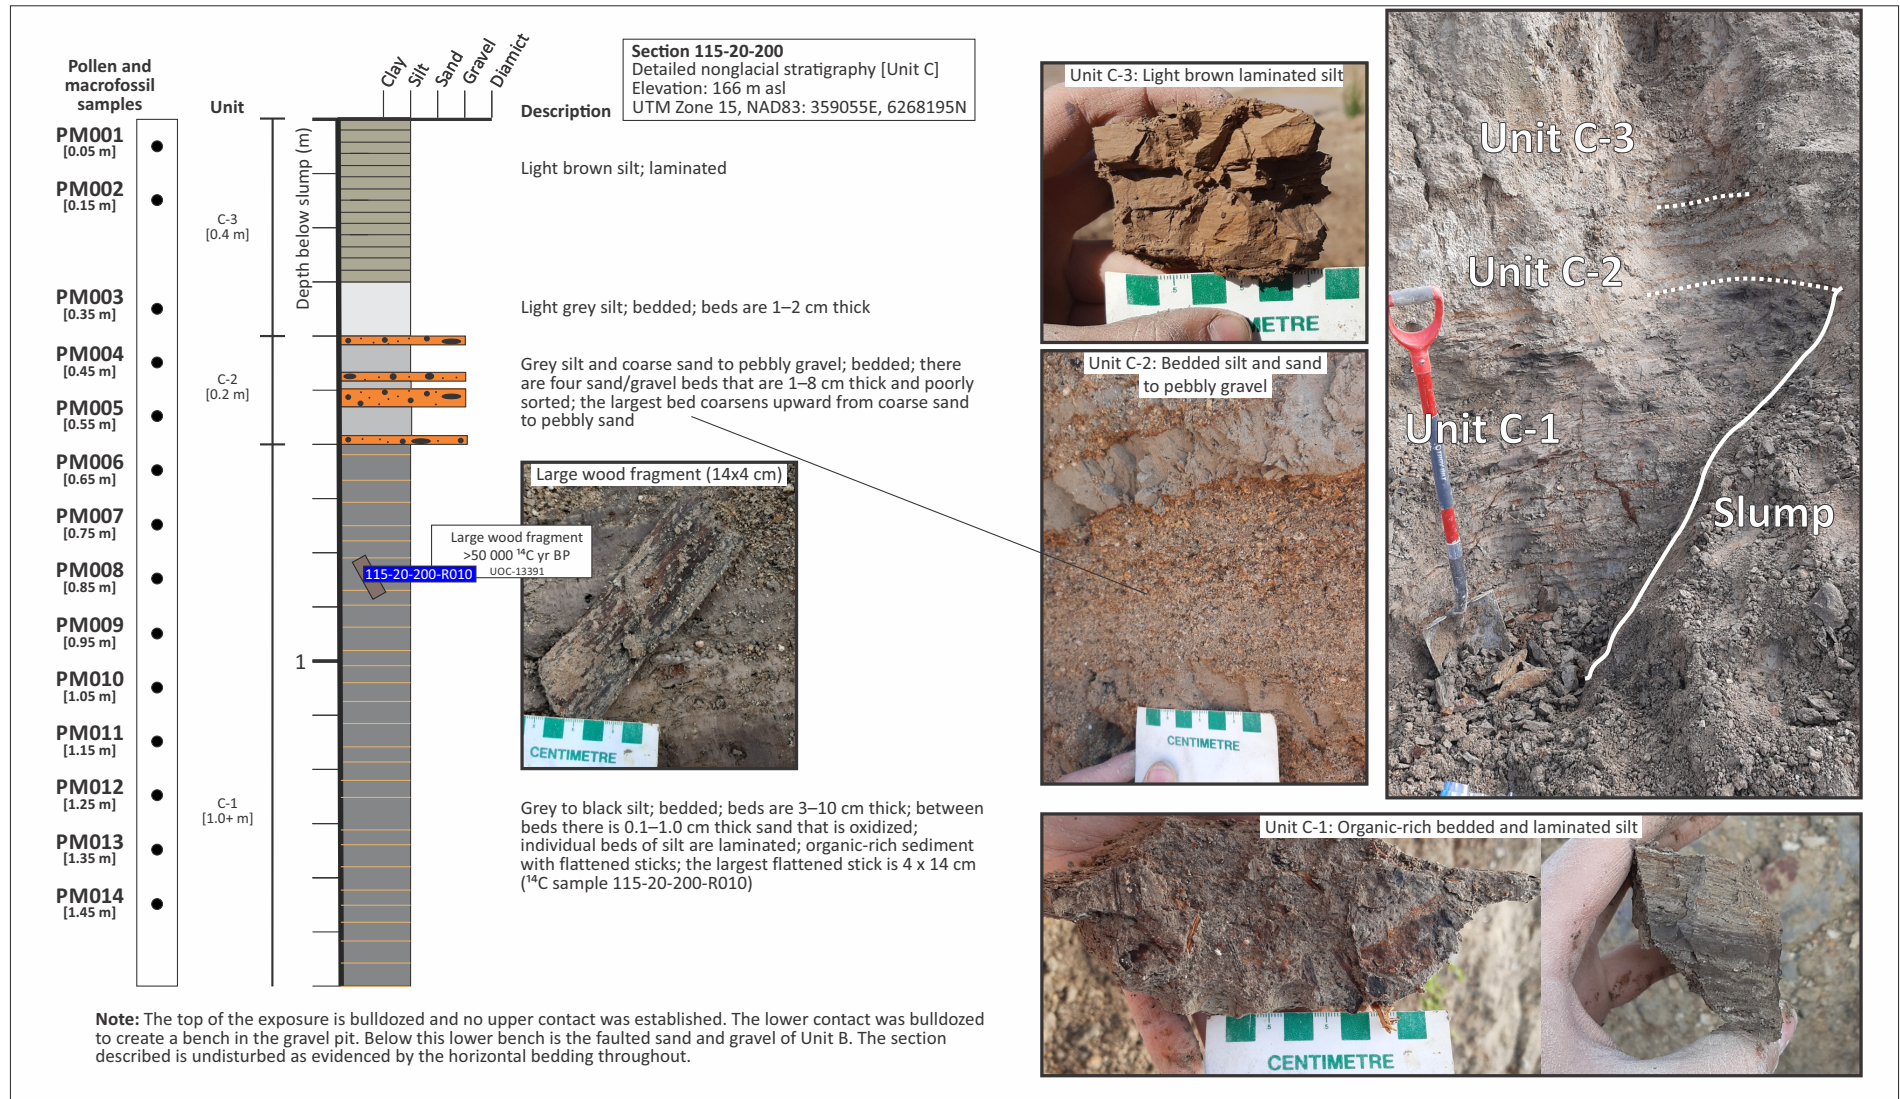 Pollen and
macrofossil
samples
Unit
Depth below slump (m)
Clay
Silt
Sand
Gravel
Diamict
Description
Section 115-20-200
Detailed nonglacial stratigraphy [Unit C]
Elevation: 166 m asl
UTM Zone 15, NAD83: 359055E, 6268195N
PM001
[0.05 m]
PM002
[0.15 m]
PM003
[0.35 m]
PM004
[0.45 m]
PM005
[0.55 m]
PM006
[0.65 m]
PM007
[0.75 m]
PM008
[0.85 m]
PM009
[0.95 m]
PM010
[1.05 m]
PM011
[1.15 m]
PM012
[1.25 m]
PM013
[1.35 m]
PM014
[1.45 m]
C-3
[0.4 m]
C-2
[0.2 m]
C-1
[1.0+ m]
1
Light brown silt; laminated
Light grey silt; bedded; beds are 1–2 cm thick
Grey silt and coarse sand to pebbly gravel; bedded; there
are four sand/gravel beds that are 1–8 cm thick and poorly
sorted; the largest bed coarsens upward from coarse sand
to pebbly sand
Large wood fragment
>50 000 ¹⁴C yr BP
UOC-13391
115-20-200-R010
Large wood fragment (14x4 cm)
CENTIMETRE
Grey to black silt; bedded; beds are 3–10 cm thick; between
beds there is 0.1–1.0 cm thick sand that is oxidized;
individual beds of silt are laminated; organic-rich sediment
with flattened sticks; the largest flattened stick is 4 x 14 cm
(¹⁴C sample 115-20-200-R010)
Note: The top of the exposure is bulldozed and no upper contact was established. The lower contact was bulldozed
to create a bench in the gravel pit. Below this lower bench is the faulted sand and gravel of Unit B. The section
described is undisturbed as evidenced by the horizontal bedding throughout.
Unit C-3: Light brown laminated silt
5
5
METRE
Unit C-2: Bedded silt and sand
to pebbly gravel
CENTIMETRE
Unit C-3
Unit C-2
Unit C-1
Slump
Unit C-1: Organic-rich bedded and laminated silt
5
5
CENTIMETRE